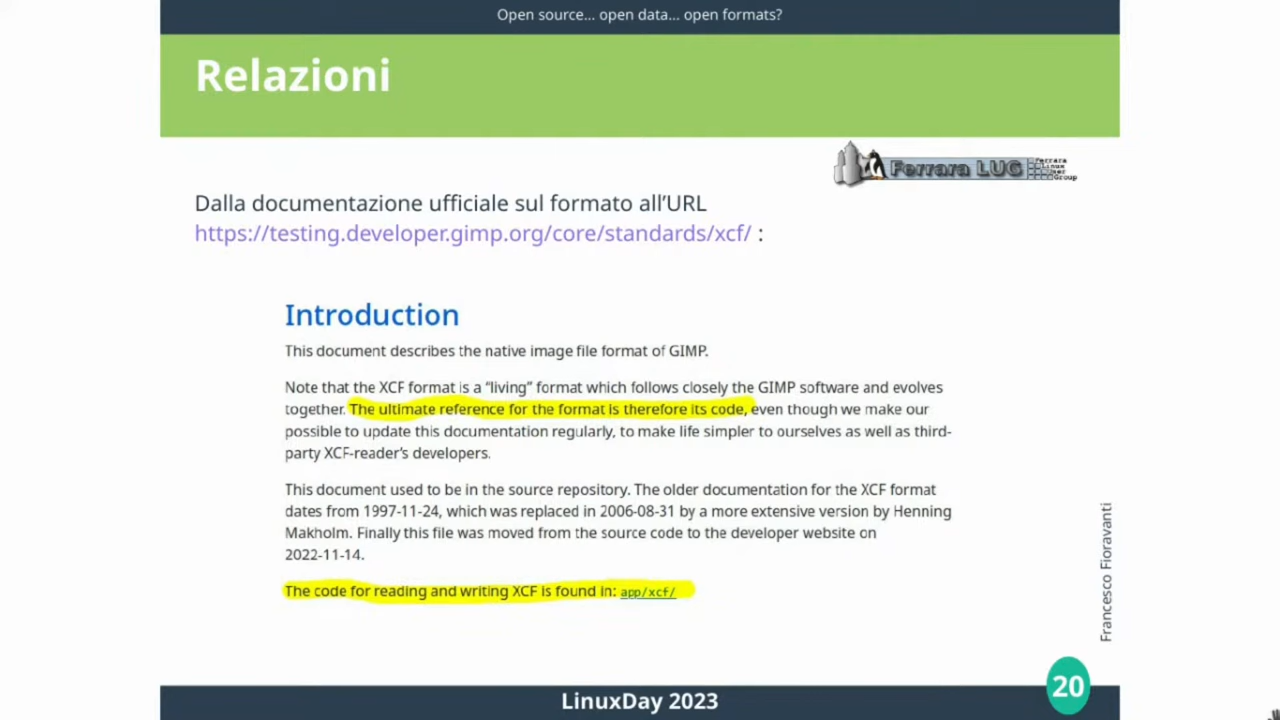 Open source... open data... open formats?
Relazioni
Ferrara LUG
Ferrara
Linux
User
Group
Dalla documentazione ufficiale sul formato all’URL
https://testing.developer.gimp.org/core/standards/xcf/ :
Introduction
This document describes the native image file format of GIMP.
Note that the XCF format is a “living” format which follows closely the GIMP software and evolves
together. The ultimate reference for the format is therefore its code, even though we make our
possible to update this documentation regularly, to make life simpler to ourselves as well as third-
party XCF-reader’s developers.
This document used to be in the source repository. The older documentation for the XCF format
dates from 1997-11-24, which was replaced in 2006-08-31 by a more extensive version by Henning
Makholm. Finally this file was moved from the source code to the developer website on
2022-11-14.
The code for reading and writing XCF is found in: app/xcf/
Francesco Fioravanti
20
LinuxDay 2023